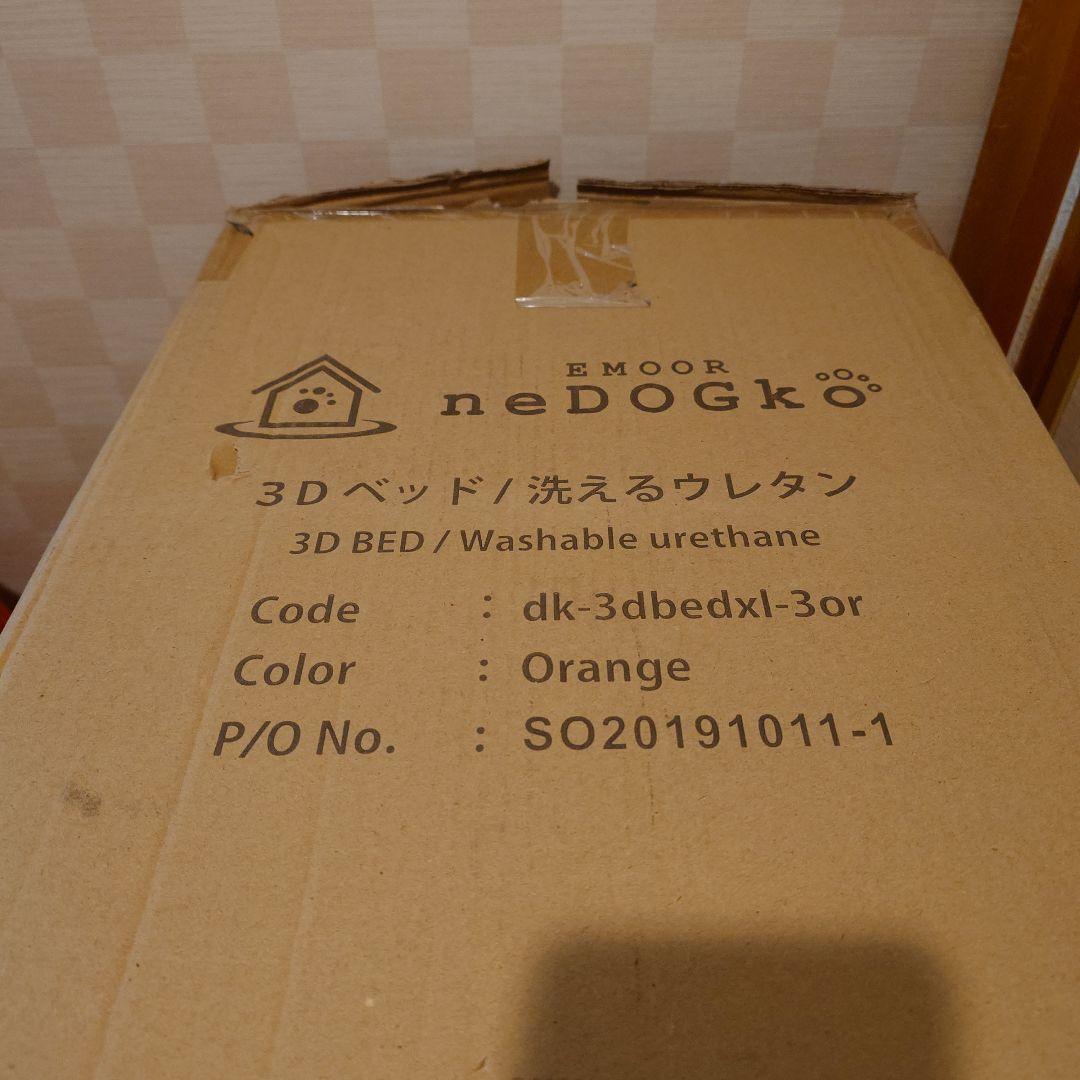 EMOOR
neDOGko
3Dベッド/洗えるウレタン
3D BED / Washable urethane
Code : dk-3dbedxl-3or
Color : Orange
P/O No. : SO20191011-1